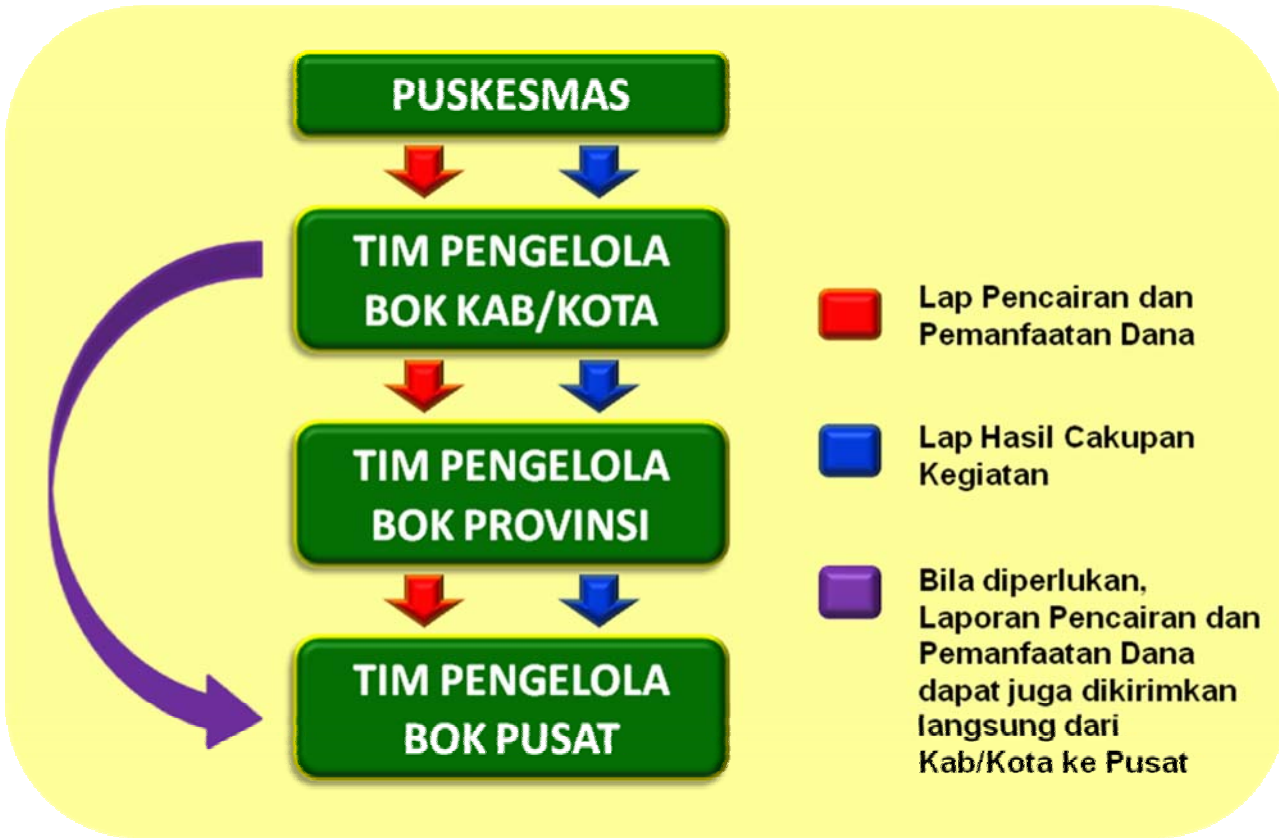 PUSKESMAS
TIM PENGELOLA
BOK KAB/KOTA
TIM PENGELOLA
BOK PROVINSI
TIM PENGELOLA
BOK PUSAT
Lap Pencairan dan
Pemanfaatan Dana
Lap Hasil Cakupan
Kegiatan
Bila diperlukan,
Laporan Pencairan dan
Pemanfaatan Dana
dapat juga dikirimkan
langsung dari
Kab/Kota ke Pusat